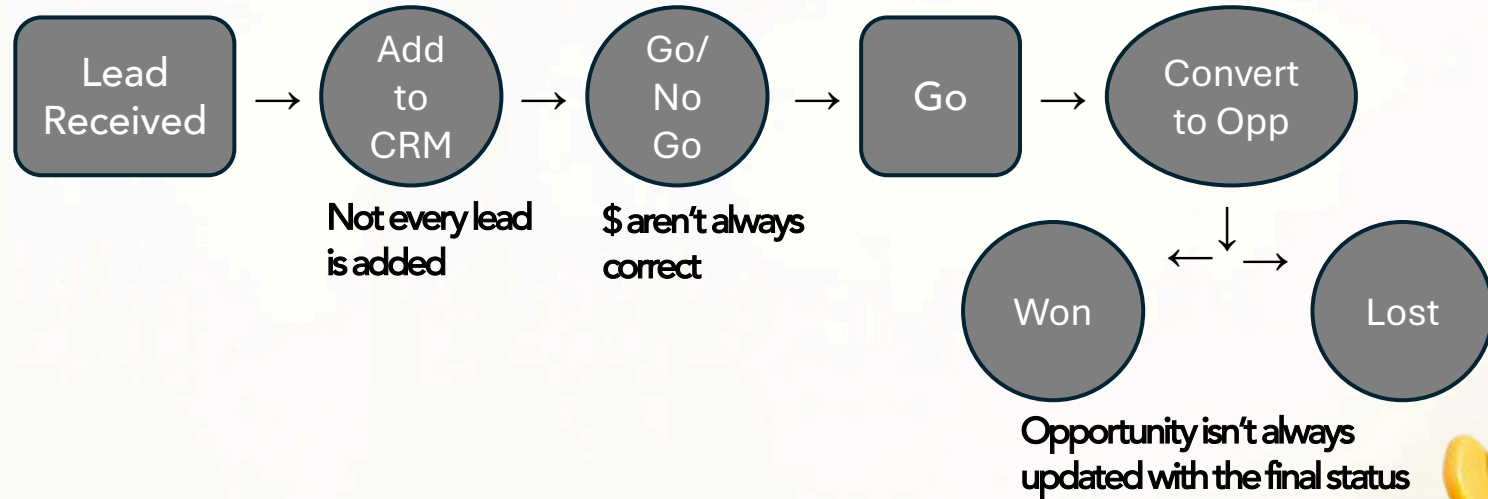 Lead
Received
Add
to
CRM
Go/
No
Go
Go
Convert
to Opp
Not every lead
is added
$ aren't always
correct
Won
Lost
Opportunity isn't always
updated with the final status